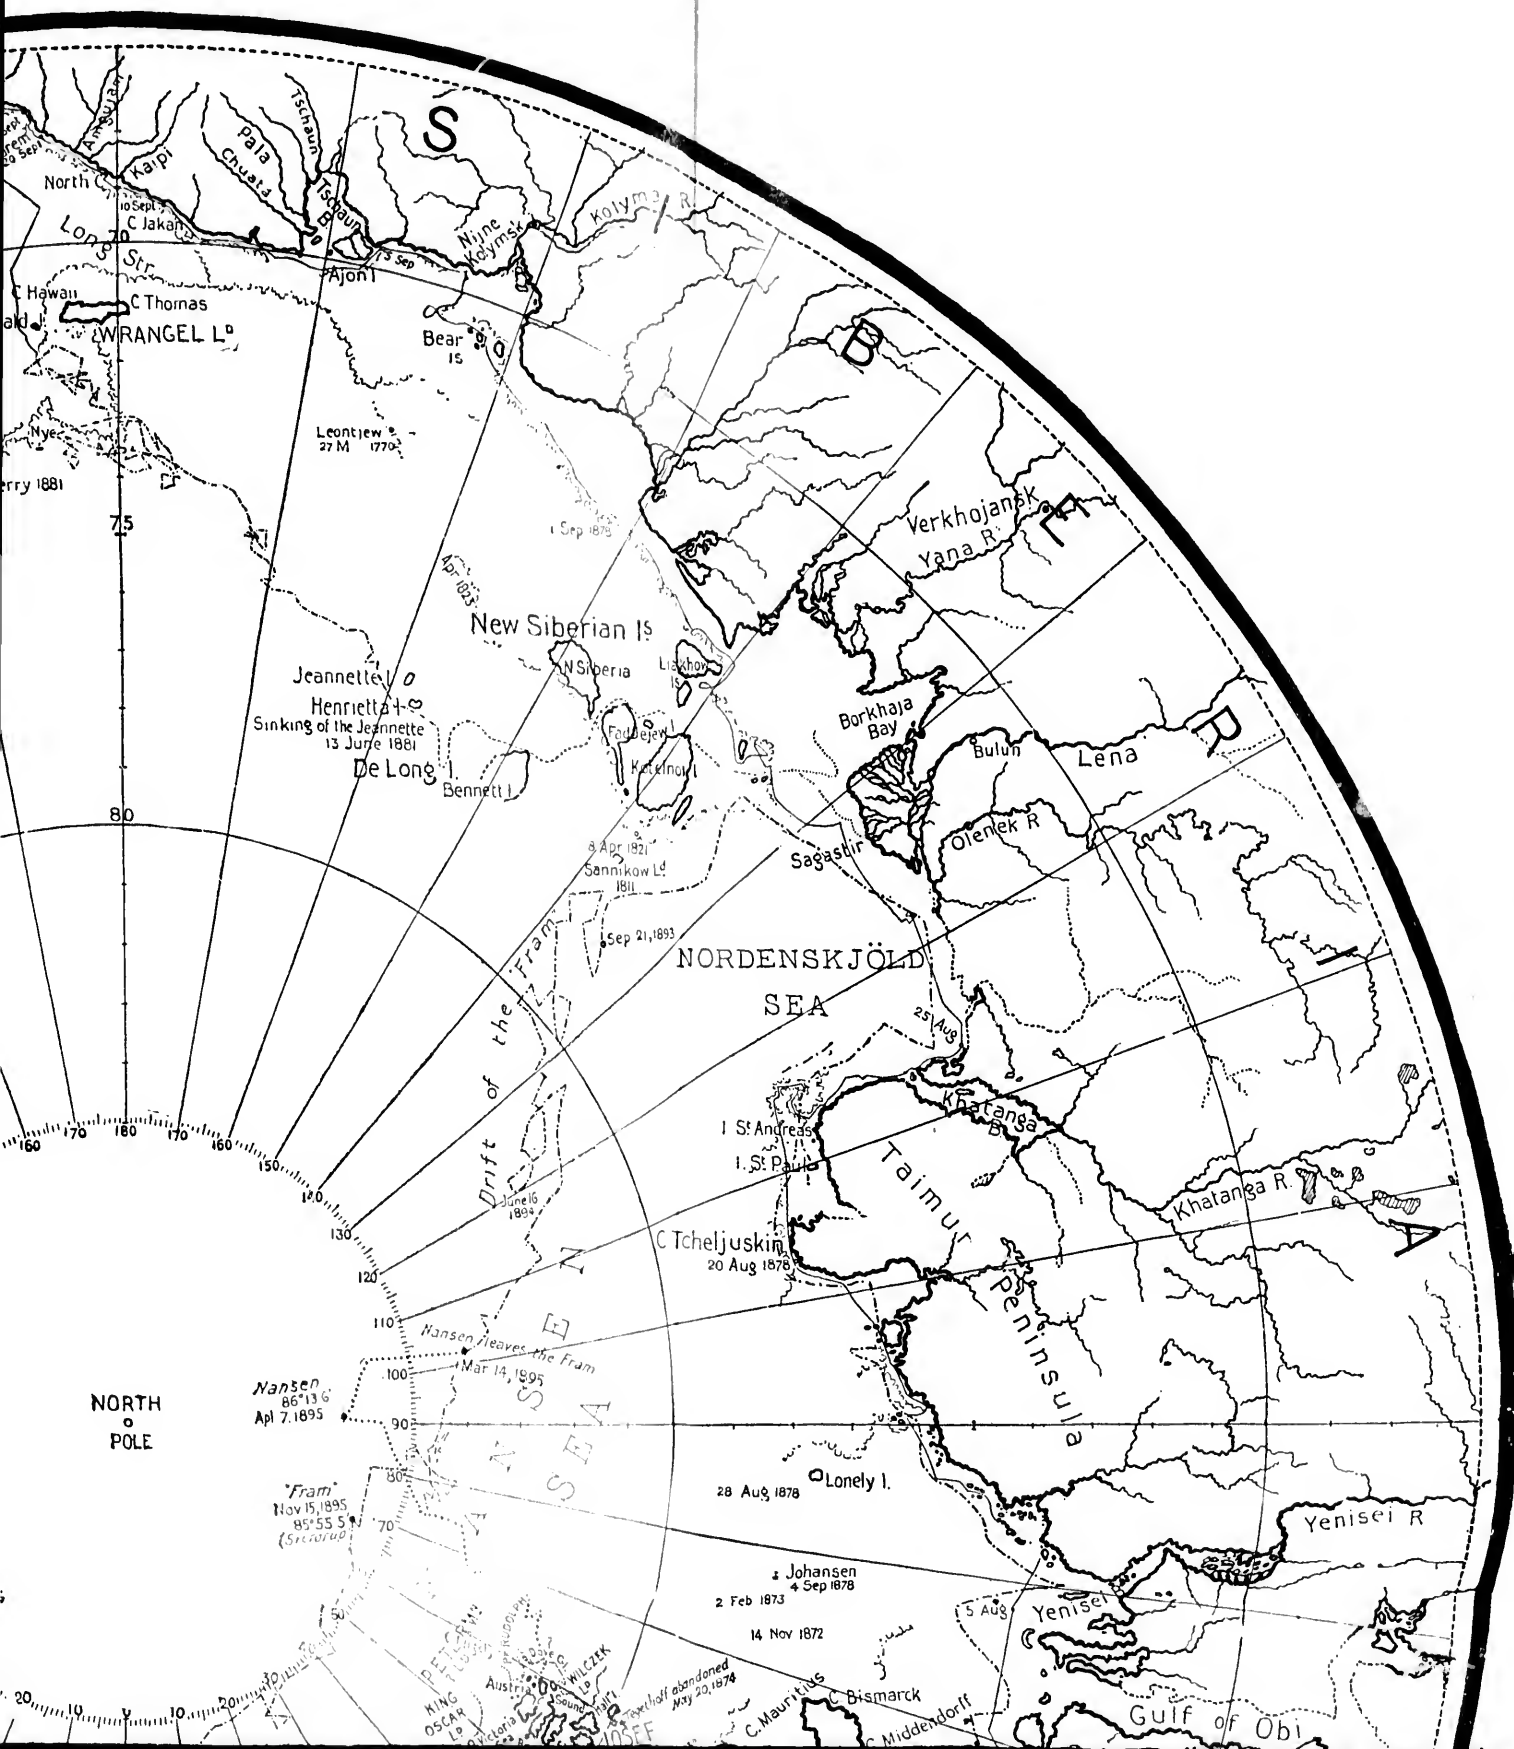 S
B
E
R
I
A
Amgujam
Kaipi
Pala
Chuata
Tschaun
Tschaun
B
North C
10 Sept
C Jakan
70
Long Str.
5 Sep
Ajon I
Nijne
Kolymsk
Kolyma R
C Hawaii
C Thomas
WRANGEL Lᴰ
Bear
IS
Nye
Leontjew
27 M 1770
erry 1881
75
1 Sep 1878
Apr 1823
Verkhojansk
Yana R
New Siberian Iˢ
N Siberia
Liakhow
Is
Jeannette I
Henrietta I
Sinking of the Jeannette
13 June 1881
De Long I.
Bennett I
Faddejew I
Kotelnoi I
Borkhaja
Bay
Bulun
Lena
80
8 Apr 1821
Sannikow Lᵈ
1811
Sagastir
Olenek R
Sep 21, 1893
NORDENSKJÖLD
SEA
25 Aug
Drift of the Fram
June 16
1894
I Sᵗ Andreas
I. Sᵗ Paul
Khatanga
B
Khatanga R.
Taimur
Peninsula
C Tcheljuskin
20 Aug 1878
160
170
180
170
160
150
140
130
120
110
100
90
80
70
50
30
20
10
0
10
20
Nansen leaves the Fram
Mar 14, 1895
Nansen
86°13 6'
Apl 7. 1895
NORTH
POLE
NANSEN
SEA
"Fram"
Nov 15, 1895
85°55 5'N
Lonely I.
28 Aug 1878
Johansen
4 Sep 1878
2 Feb 1873
14 Nov 1872
5 Aug
Yenisei
Yenisei R
WILCZEK
Lᴰ
Austria
Sound
KING
OSCAR
Lᴰ
Victoria
JOSEF
Tegethoff abandoned
May 20, 1874
C. Mauritius
C Bismarck
C Middendorff
Gulf of Obi